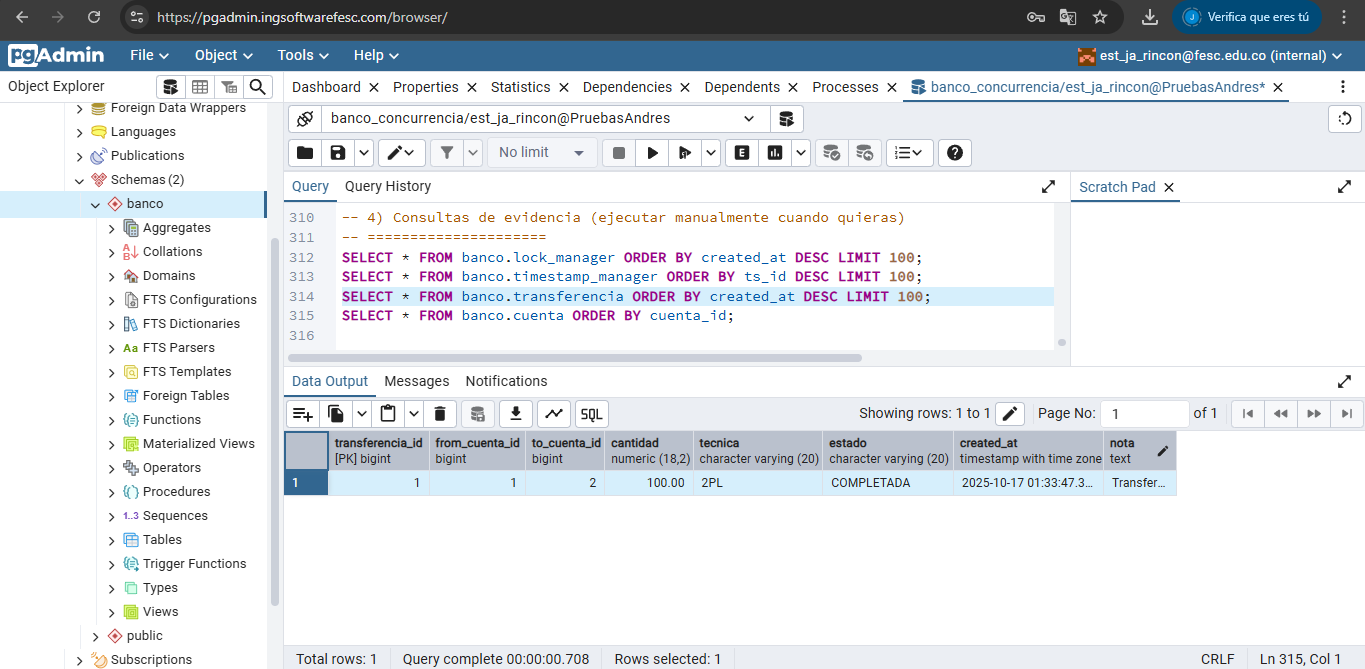 https://pgadmin.ingsoftwarefesc.com/browser/
Verifica que eres tú
pgAdmin File Object Tools Help est_ja_rincon@fesc.edu.co (internal)
Object Explorer
Foreign Data Wrappers
Languages
Publications
Schemas (2)
banco
Aggregates
Collations
Domains
FTS Configurations
FTS Dictionaries
Aa FTS Parsers
FTS Templates
Foreign Tables
Functions
Materialized Views
Operators
Procedures
1..3 Sequences
Tables
Trigger Functions
Types
Views
public
Subscriptions
Dashboard Properties Statistics Dependencies Dependents Processes banco_concurrencia/est_ja_rincon@PruebasAndres*
banco_concurrencia/est_ja_rincon@PruebasAndres
No limit E
Query Query History
Scratch Pad
310 -- 4) Consultas de evidencia (ejecutar manualmente cuando quieras)
311 -- =====================
312 SELECT * FROM banco.lock_manager ORDER BY created_at DESC LIMIT 100;
313 SELECT * FROM banco.timestamp_manager ORDER BY ts_id DESC LIMIT 100;
314 SELECT * FROM banco.transferencia ORDER BY created_at DESC LIMIT 100;
315 SELECT * FROM banco.cuenta ORDER BY cuenta_id;
316
Data Output Messages Notifications
SQL Showing rows: 1 to 1 Page No: 1 of 1
transferencia_id from_cuenta_id to_cuenta_id cantidad tecnica estado created_at nota
[PK] bigint bigint bigint numeric (18,2) character varying (20) character varying (20) timestamp with time zone text
1 1 1 2 100.00 2PL COMPLETADA 2025-10-17 01:33:47.3... Transfer...
Total rows: 1 Query complete 00:00:00.708 Rows selected: 1 CRLF Ln 315, Col 1